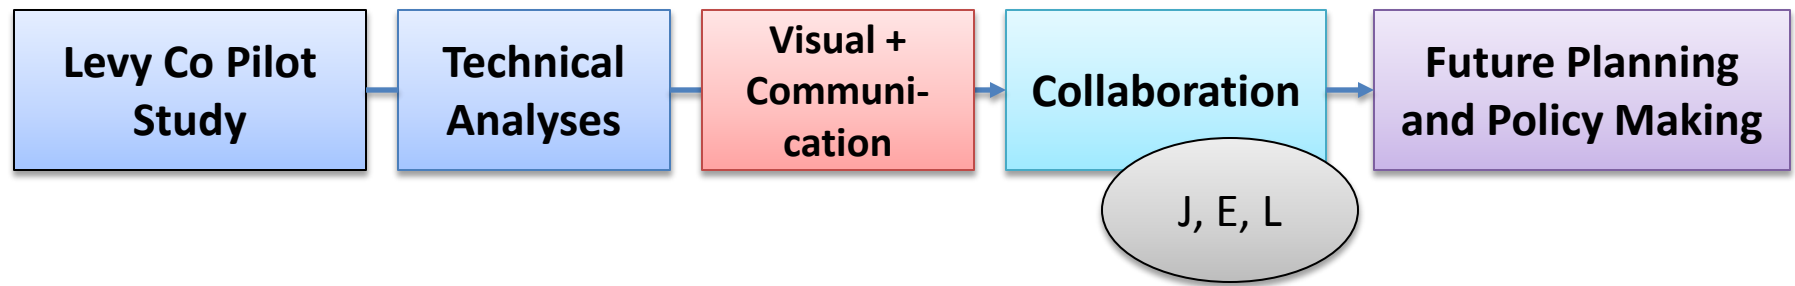 Levy Co Pilot
Study
Technical
Analyses
Visual +
Communi-
cation
Collaboration
J, E, L
Future Planning
and Policy Making